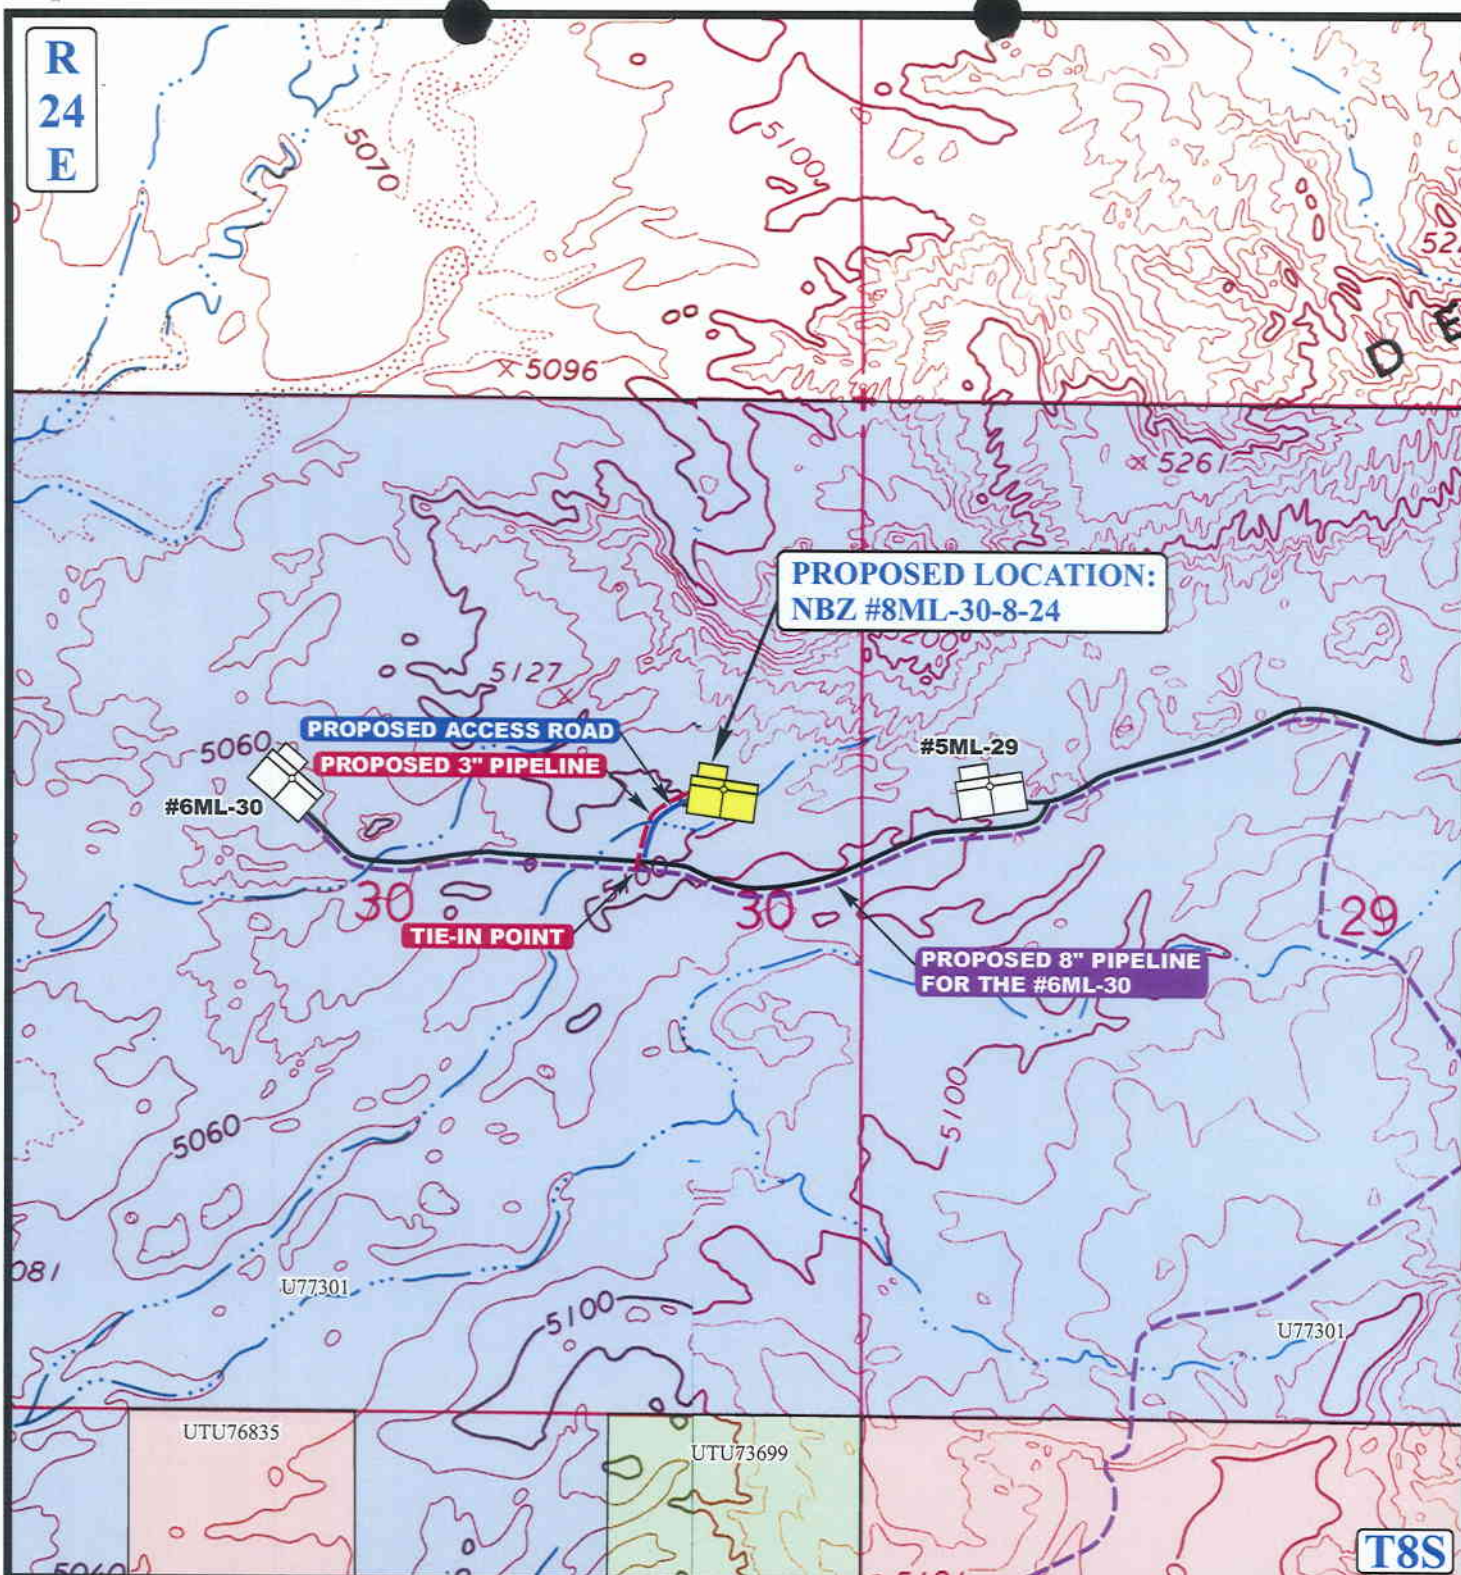 R
24
E
5070
5100
5096
D
E
5261
PROPOSED LOCATION:
NBZ #8ML-30-8-24
5200
5127
PROPOSED ACCESS ROAD
5060
PROPOSED 3" PIPELINE
#5ML-29
#6ML-30
30
30
29
TIE-IN POINT
PROPOSED 8" PIPELINE
FOR THE #6ML-30
5100
5060
081
U77301
5100
U77301
UTU76835
UTU73699
T8S